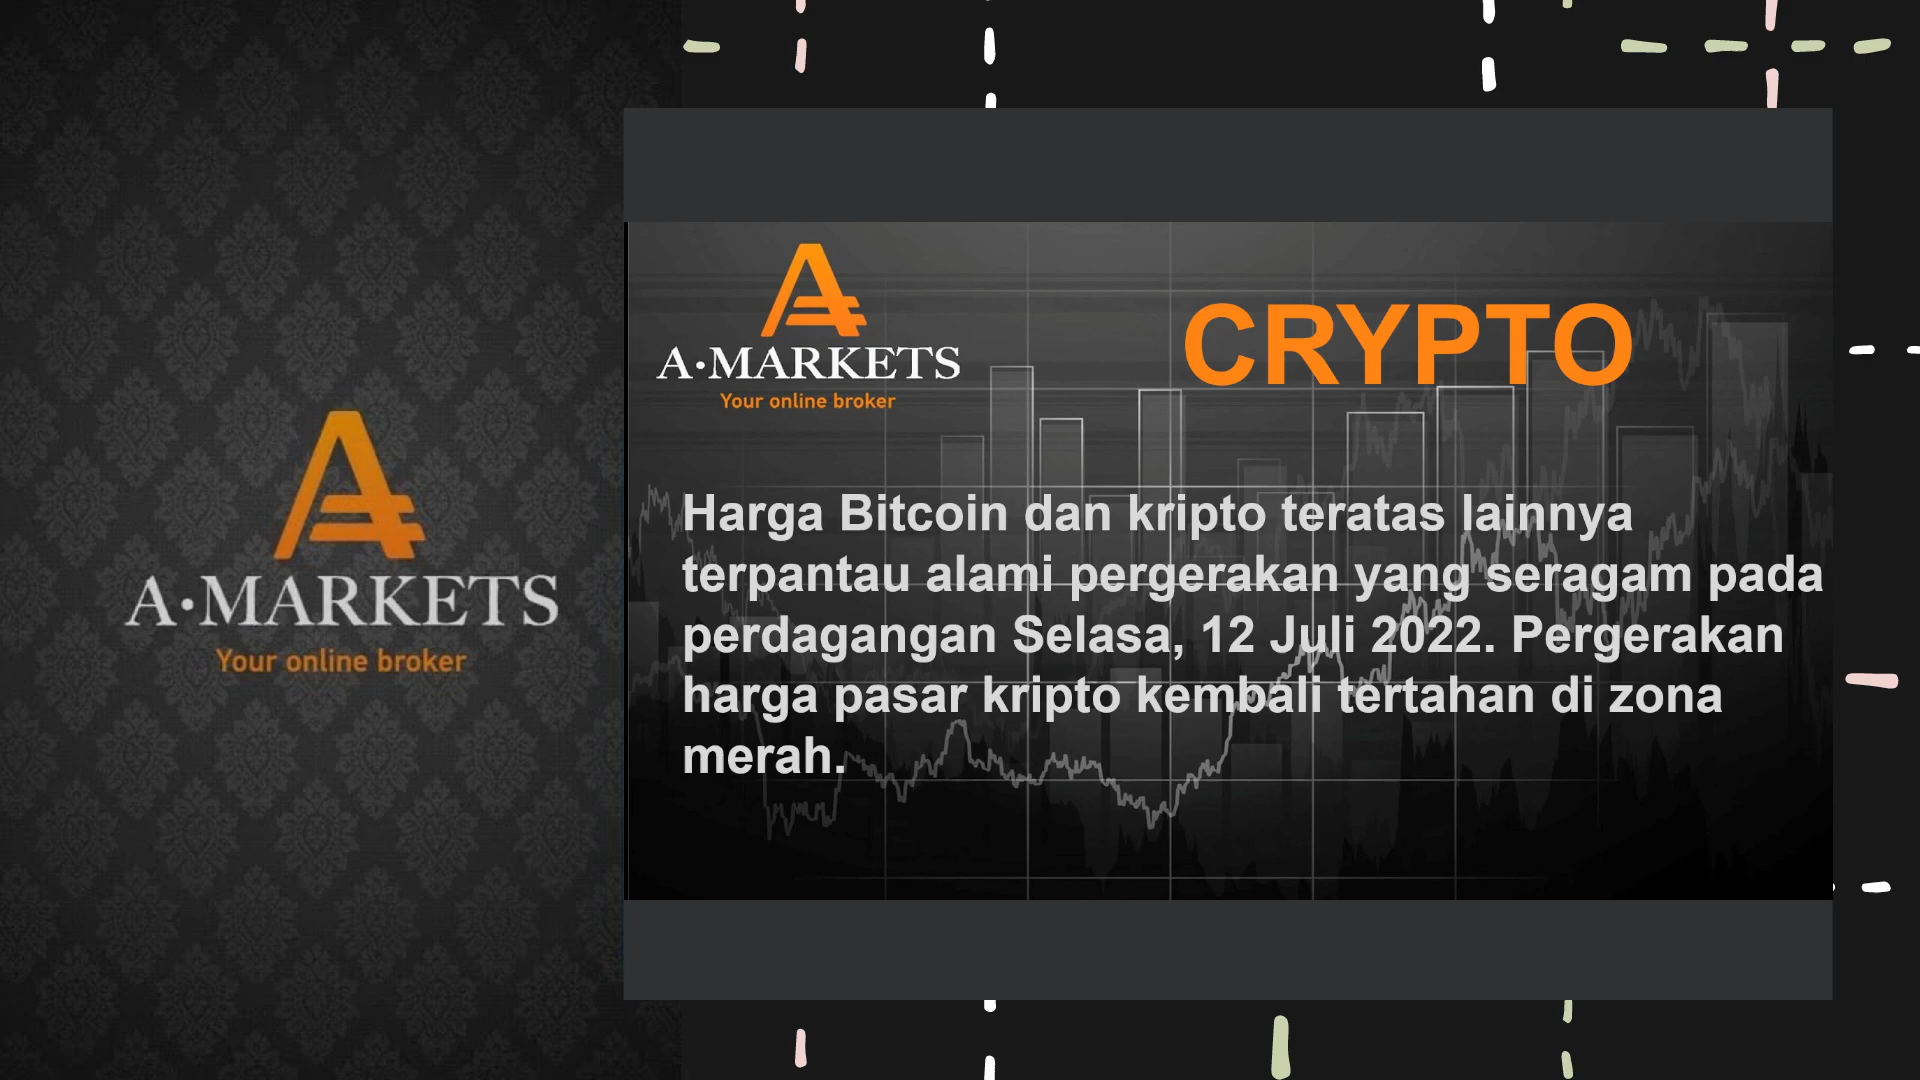 A·MARKETS
Your online broker
A·MARKETS
Your online broker
CRYPTO
Harga Bitcoin dan kripto teratas lainnya
terpantau alami pergerakan yang seragam pada
perdagangan Selasa, 12 Juli 2022. Pergerakan
harga pasar kripto kembali tertahan di zona
merah.